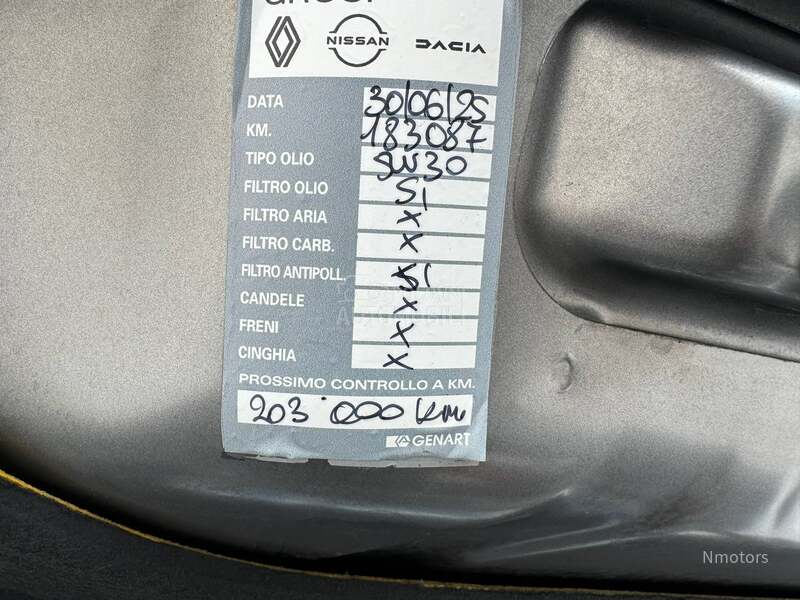 NISSAN DACIA
DATA 30/06/25
KM. 183087
TIPO OLIO 5W30
FILTRO OLIO SI
FILTRO ARIA X
FILTRO CARB. X
FILTRO ANTIPOLL. SI
CANDELE X
FRENI X
CINGHIA X
PROSSIMO CONTROLLO A KM.
203.000 km
GENART
Nmotors